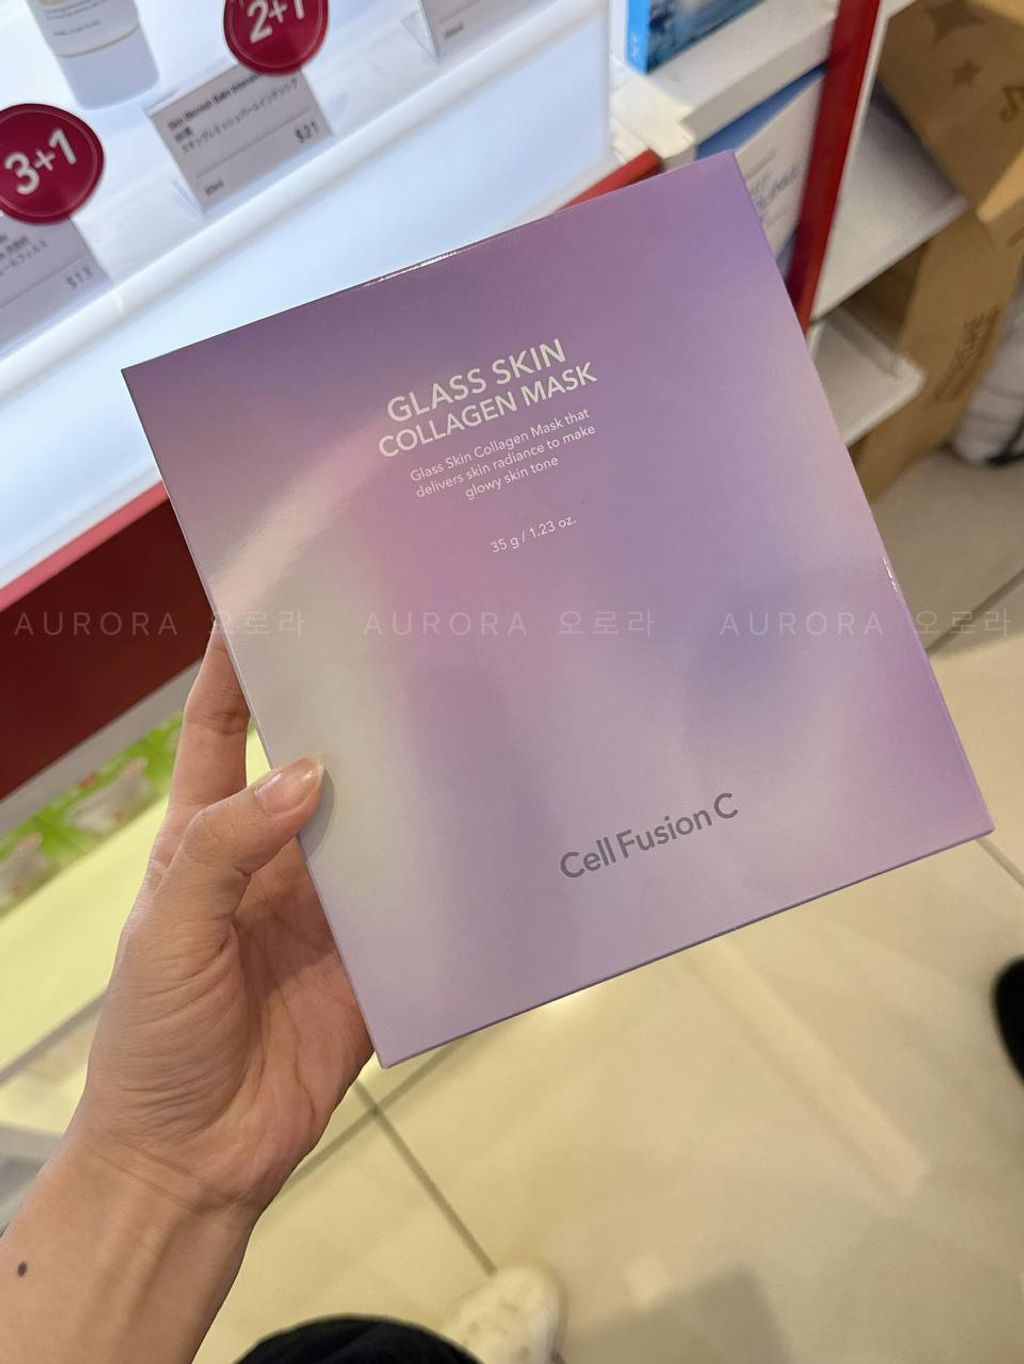 2+1
3+1
$21
$13
GLASS SKIN
COLLAGEN MASK
Glass Skin Collagen Mask that
delivers skin radiance to make
glowy skin tone
35 g / 1.23 oz.
AURORA 오로라 AURORA 오로라 AURORA 오로라
Cell Fusion C